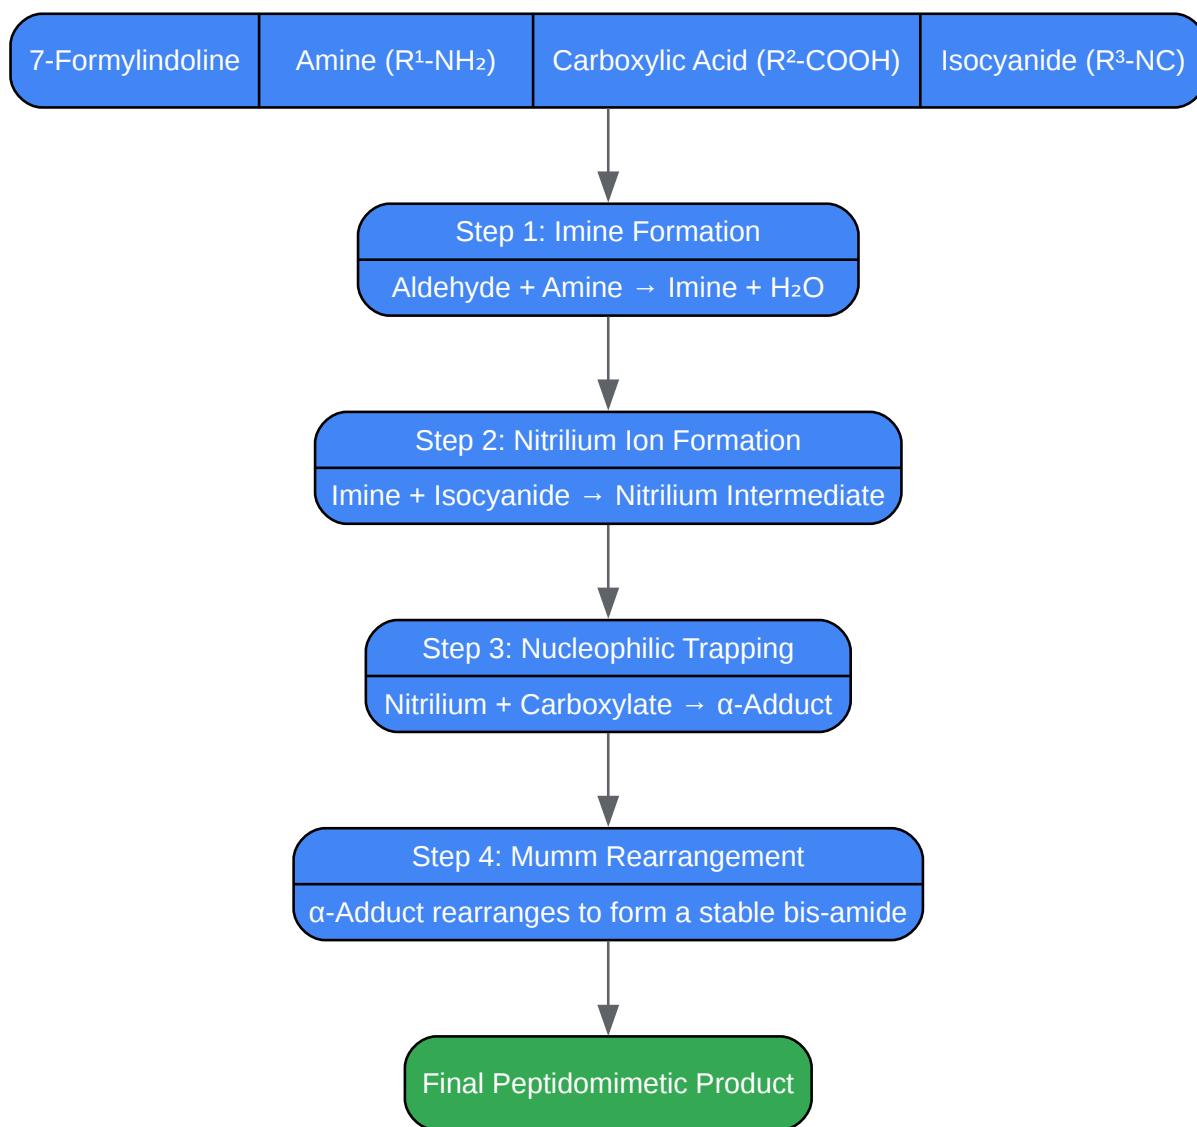 7-Formylindoline
Amine (R¹-NH₂)
Carboxylic Acid (R²-COOH)
Isocyanide (R³-NC)
Step 1: Imine Formation
Aldehyde + Amine → Imine + H₂O
Step 2: Nitrilium Ion Formation
Imine + Isocyanide → Nitrilium Intermediate
Step 3: Nucleophilic Trapping
Nitrilium + Carboxylate → α-Adduct
Step 4: Mumm Rearrangement
α-Adduct rearranges to form a stable bis-amide
Final Peptidomimetic Product